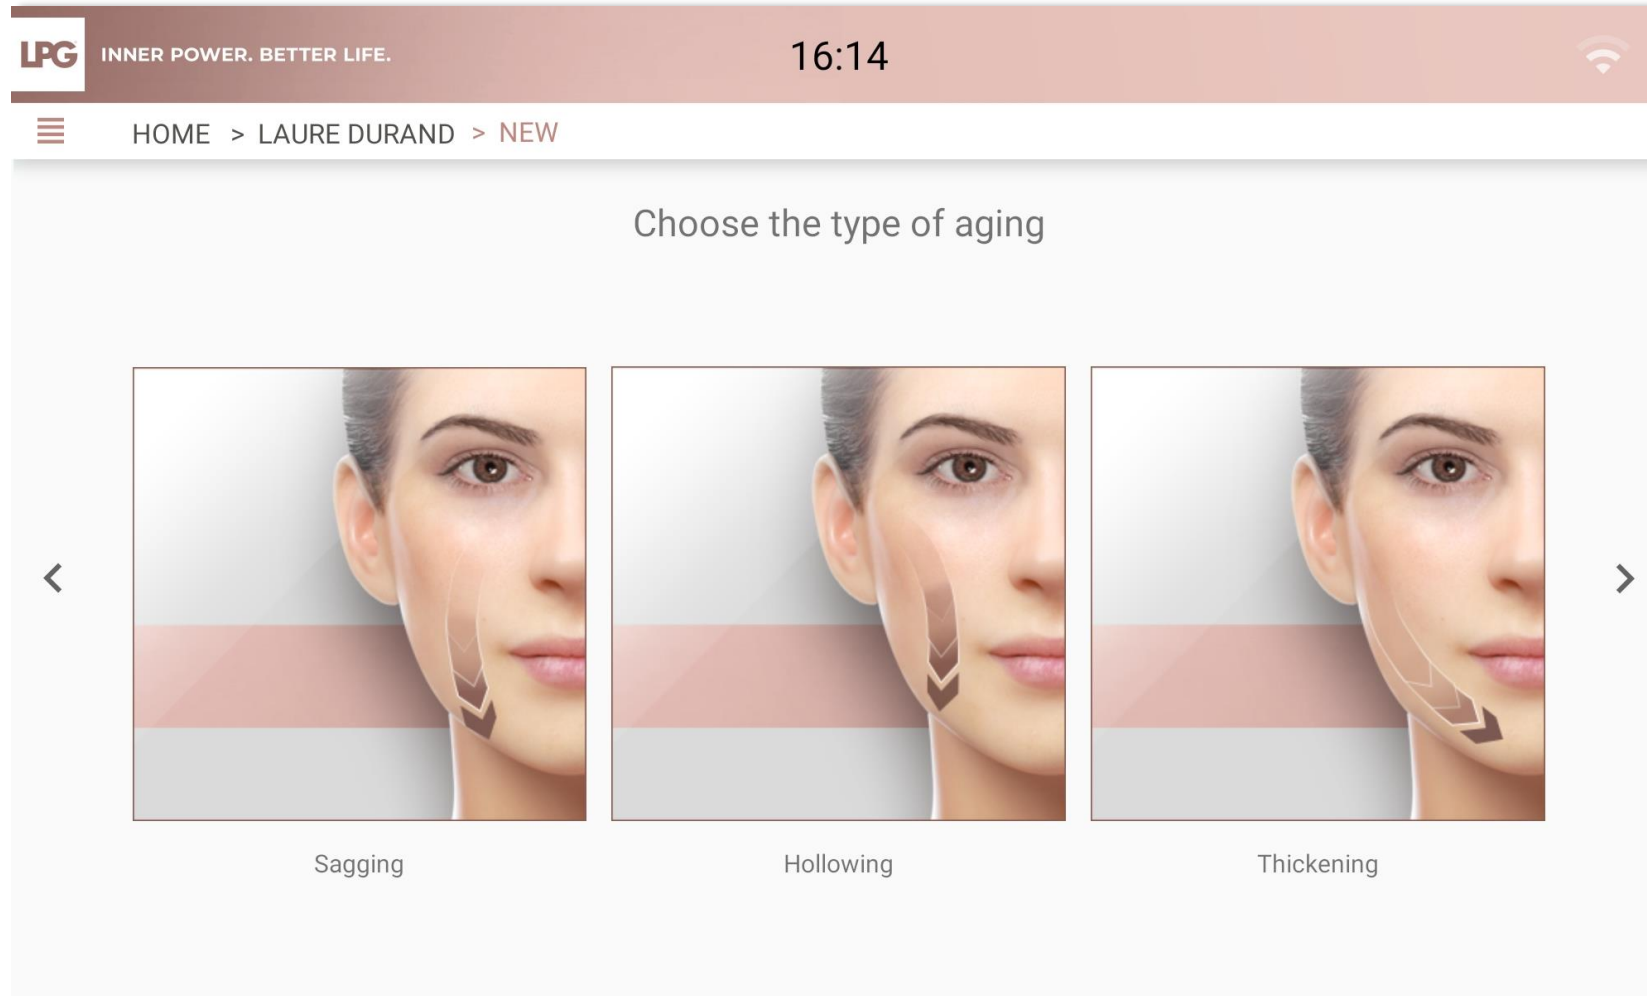 LPG INNER POWER. BETTER LIFE. 16:14
HOME > LAURE DURAND > NEW
Choose the type of aging
Sagging Hollowing Thickening